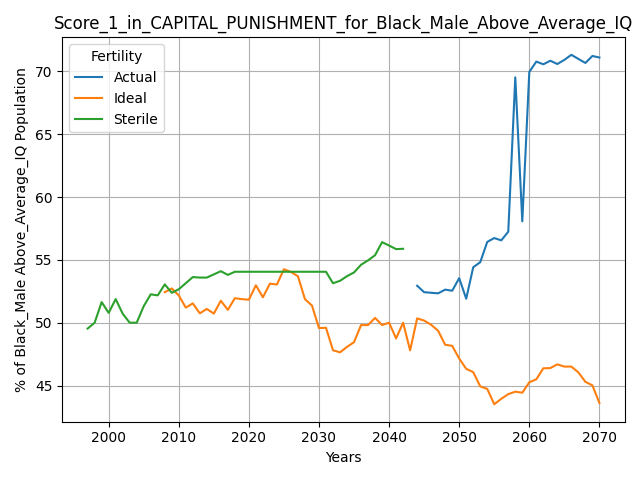 Score_1_in_CAPITAL_PUNISHMENT_for_Black_Male_Above_Average_IQ
% of Black_Male Above_Average_IQ Population
Fertility
Actual
Ideal
Sterile
70
65
60
55
50
45
2000 2010 2020 2030 2040 2050 2060 2070
Years